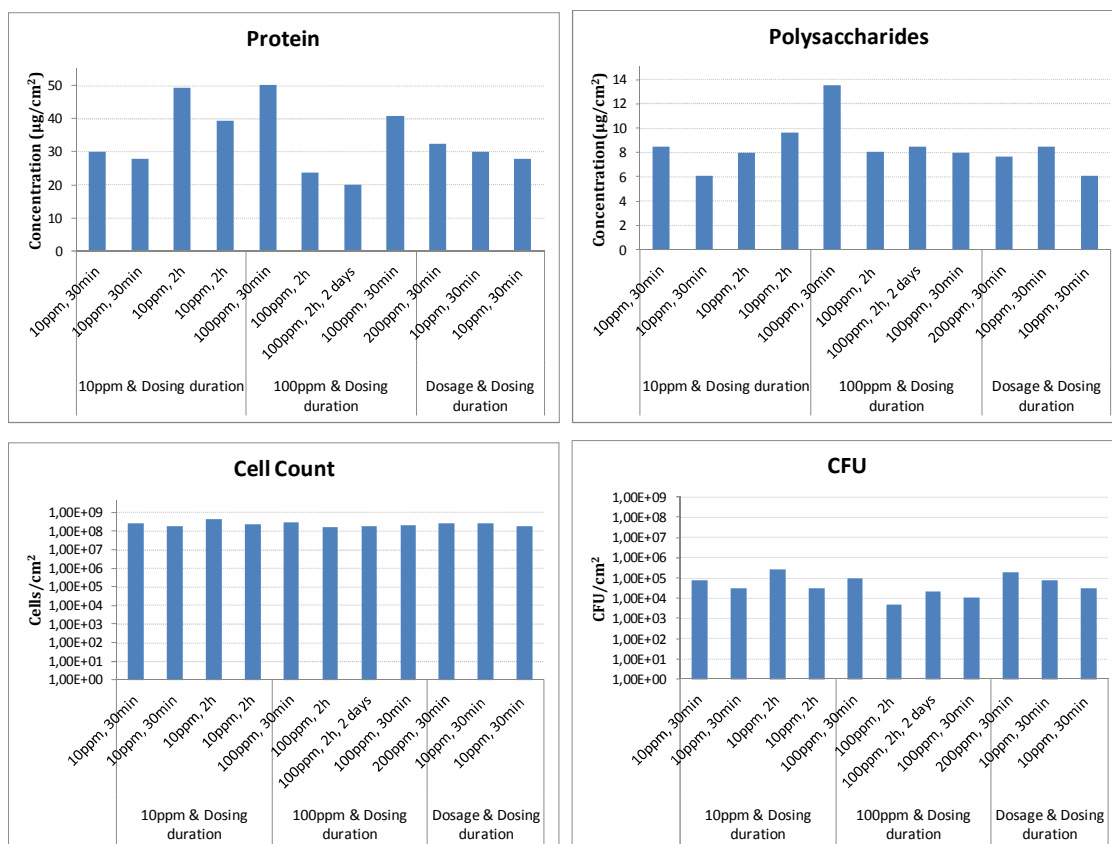 Protein
Concentration (µg/cm²)
50
40
30
20
10
0
10ppm, 30min
10ppm, 30min
10ppm, 2h
10ppm, 2h
100ppm, 30min
100ppm, 2h
100ppm, 2h, 2 days
100ppm, 30min
200ppm, 30min
10ppm, 30min
10ppm, 30min
10ppm & Dosing duration
100ppm & Dosing
duration
Dosage & Dosing
duration
Polysaccharides
Concentration(µg/cm²)
14
12
10
8
6
4
2
0
10ppm, 30min
10ppm, 30min
10ppm, 2h
10ppm, 2h
100ppm, 30min
100ppm, 2h
100ppm, 2h, 2 days
100ppm, 30min
200ppm, 30min
10ppm, 30min
10ppm, 30min
10ppm & Dosing duration
100ppm & Dosing
duration
Dosage & Dosing
duration
Cell Count
Cells/cm²
1,00E+09
1,00E+08
1,00E+07
1,00E+06
1,00E+05
1,00E+04
1,00E+03
1,00E+02
1,00E+01
1,00E+00
10ppm, 30min
10ppm, 30min
10ppm, 2h
10ppm, 2h
100ppm, 30min
100ppm, 2h
100ppm, 2h, 2 days
100ppm, 30min
200ppm, 30min
10ppm, 30min
10ppm, 30min
10ppm & Dosing
duration
100ppm & Dosing
duration
Dosage & Dosing
duration
CFU
CFU/cm²
1,00E+09
1,00E+08
1,00E+07
1,00E+06
1,00E+05
1,00E+04
1,00E+03
1,00E+02
1,00E+01
1,00E+00
10ppm, 30min
10ppm, 30min
10ppm, 2h
10ppm, 2h
100ppm, 30min
100ppm, 2h
100ppm, 2h, 2 days
100ppm, 30min
200ppm, 30min
10ppm, 30min
10ppm, 30min
10ppm & Dosing
duration
100ppm & Dosing
duration
Dosage & Dosing
duration